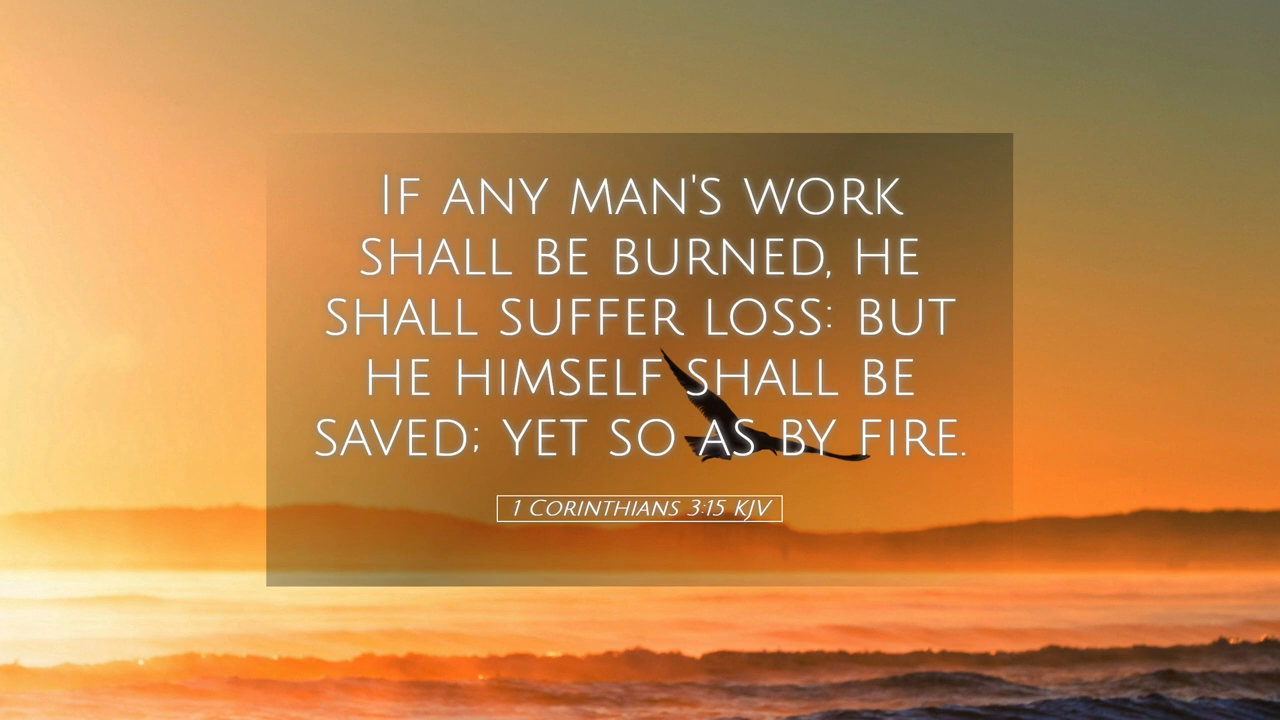 If any man's work
shall be burned, he
shall suffer loss: but
he himself shall be
saved; yet so as by fire.
1 Corinthians 3:15 KJV